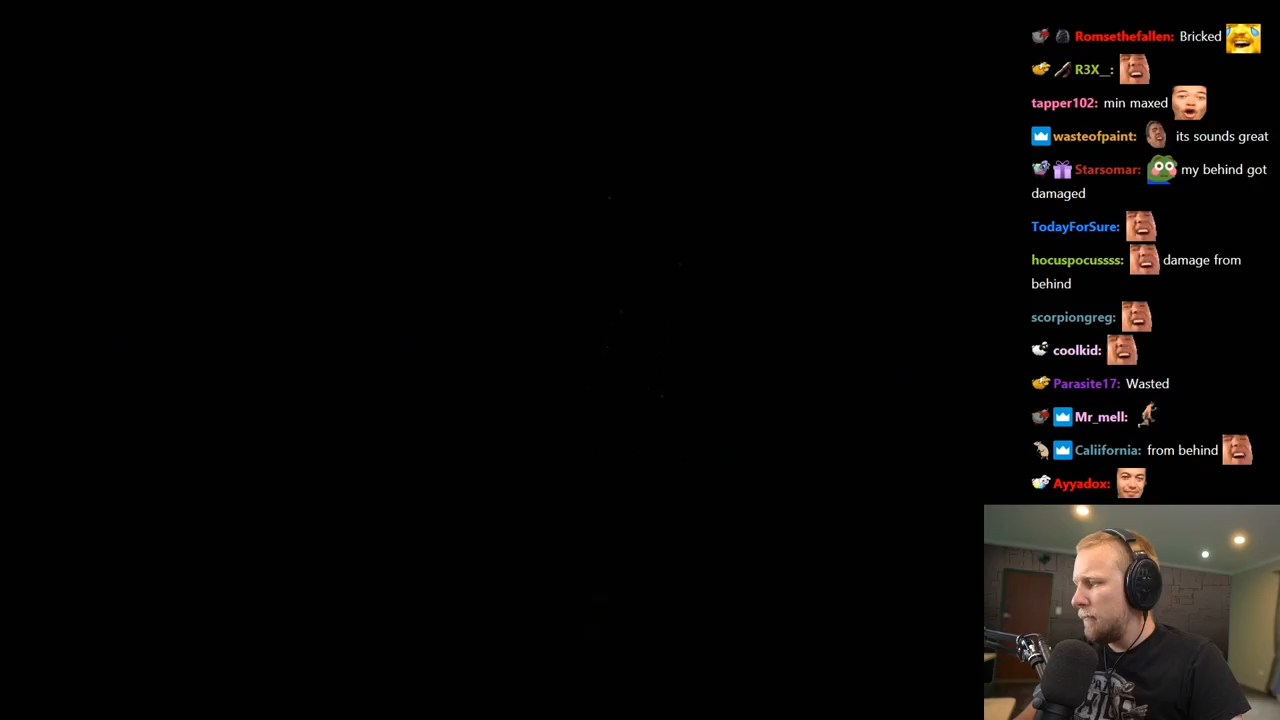 Romsethefallen: Bricked
R3X__:
tapper102: min maxed
wasteofpaint: its sounds great
Starsomar: my behind got
damaged
TodayForSure:
hocuspocussss: damage from
behind
scorpiongreg:
coolkid:
Parasite17: Wasted
Mr_mell:
Caliifornia: from behind
Ayyadox: